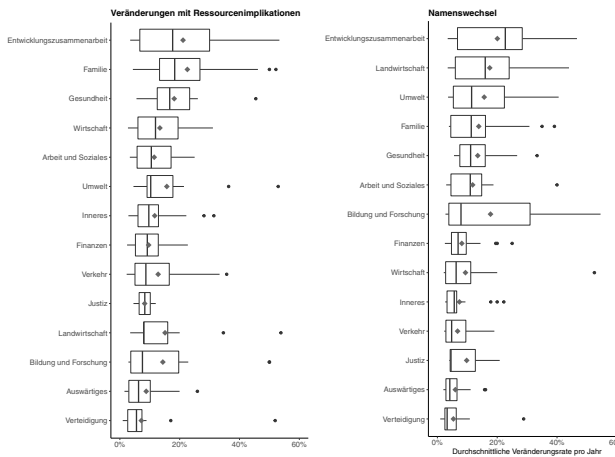 Veränderungen mit Ressourcenimplikationen
Entwicklungszusammenarbeit
Familie
Gesundheit
Wirtschaft
Arbeit und Soziales
Umwelt
Inneres
Finanzen
Verkehr
Justiz
Landwirtschaft
Bildung und Forschung
Auswärtiges
Verteidigung
0% 20% 40% 60%
Namenswechsel
Entwicklungszusammenarbeit
Landwirtschaft
Umwelt
Familie
Gesundheit
Arbeit und Soziales
Bildung und Forschung
Finanzen
Wirtschaft
Inneres
Verkehr
Justiz
Auswärtiges
Verteidigung
0% 20% 40% 60
Durchschnittliche Veränderungsrate pro Jahr